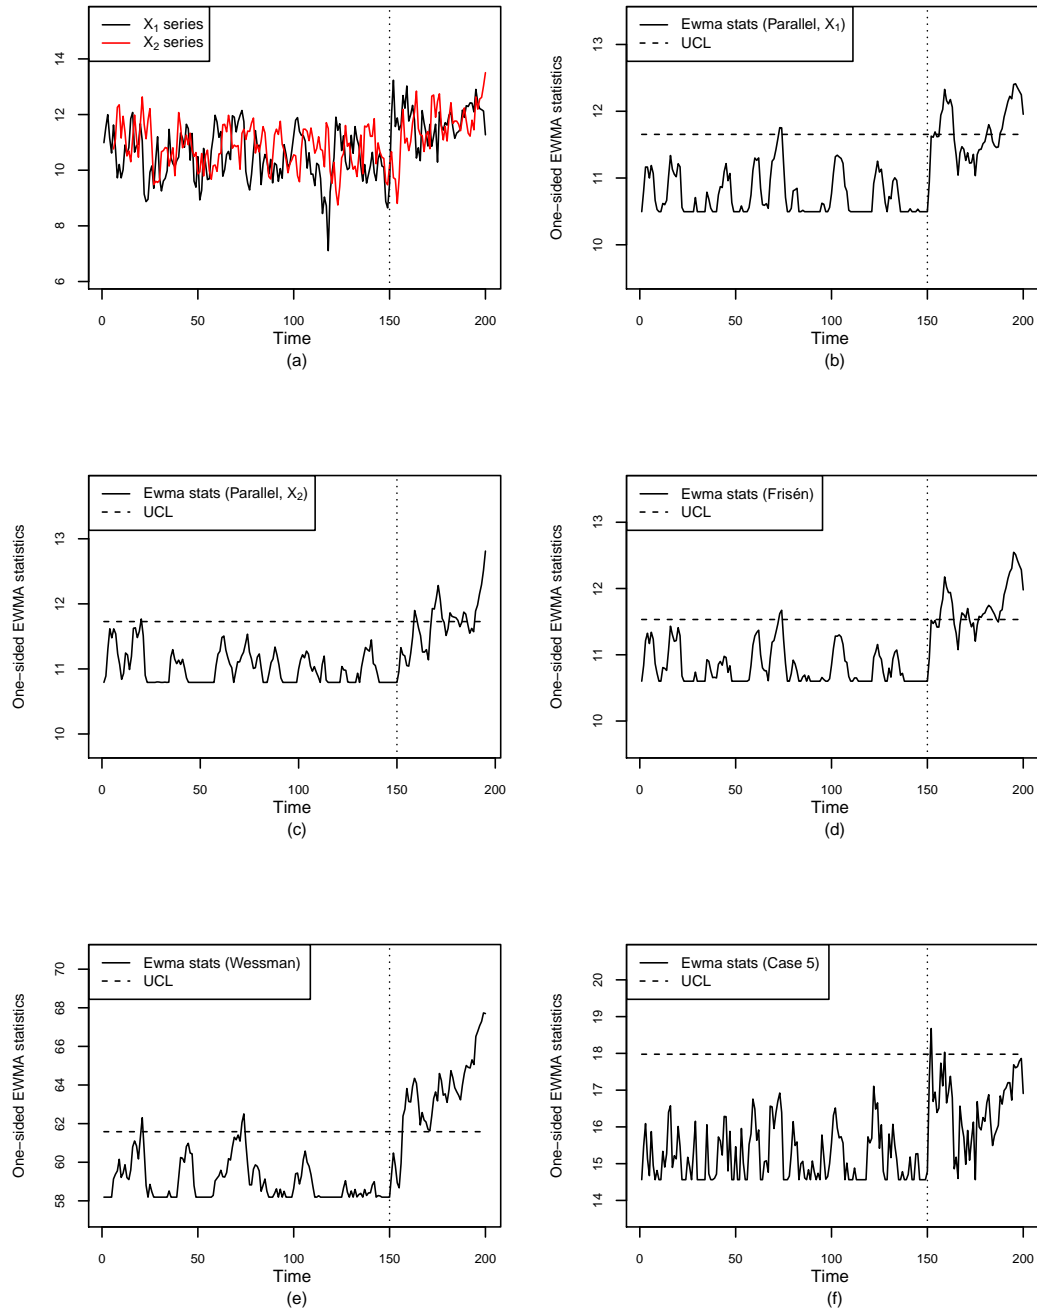 X1 series
X2 series
6 8 10 12 14
0 50 100 150 200
Time
(a)
Ewma stats (Parallel, X1)
UCL
One−sided EWMA statistics
10 11 12 13
0 50 100 150 200
Time
(b)
Ewma stats (Parallel, X2)
UCL
One−sided EWMA statistics
10 11 12 13
0 50 100 150 200
Time
(c)
Ewma stats (Frisén)
UCL
One−sided EWMA statistics
10 11 12 13
0 50 100 150 200
Time
(d)
Ewma stats (Wessman)
UCL
One−sided EWMA statistics
58 60 62 64 66 68 70
0 50 100 150 200
Time
(e)
Ewma stats (Case 5)
UCL
One−sided EWMA statistics
14 15 16 17 18 19 20
0 50 100 150 200
Time
(f)